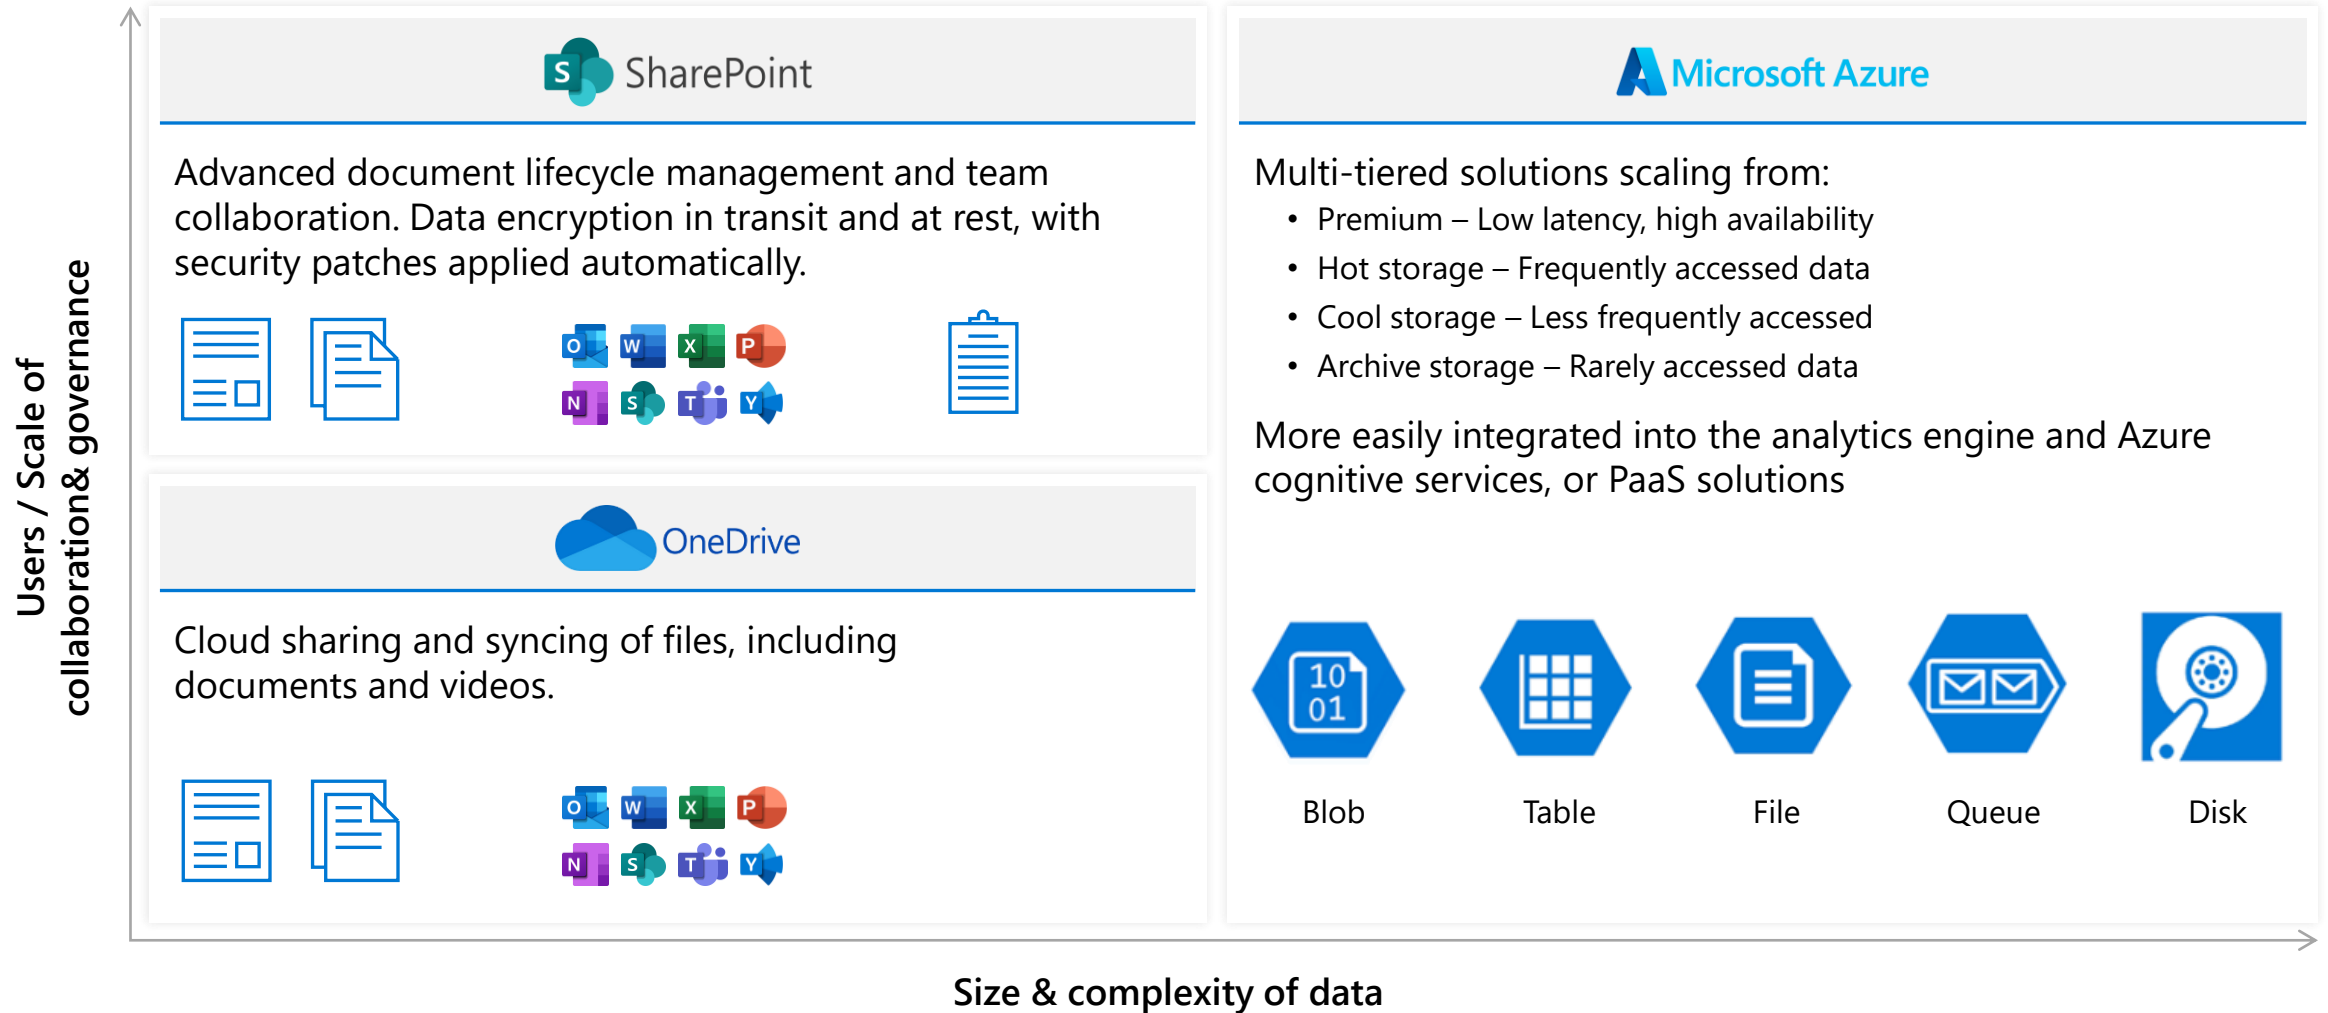 SharePoint
Advanced document lifecycle management and team
collaboration. Data encryption in transit and at rest, with
security patches applied automatically.
O W X P
N S T Y
OneDrive
Cloud sharing and syncing of files, including
documents and videos.
O W X P
N S T Y
Microsoft Azure
Multi-tiered solutions scaling from:
• Premium – Low latency, high availability
• Hot storage – Frequently accessed data
• Cool storage – Less frequently accessed
• Archive storage – Rarely accessed data
More easily integrated into the analytics engine and Azure
cognitive services, or PaaS solutions
10
01
Blob Table File Queue Disk
Users / Scale of
collaboration& governance
Size & complexity of data